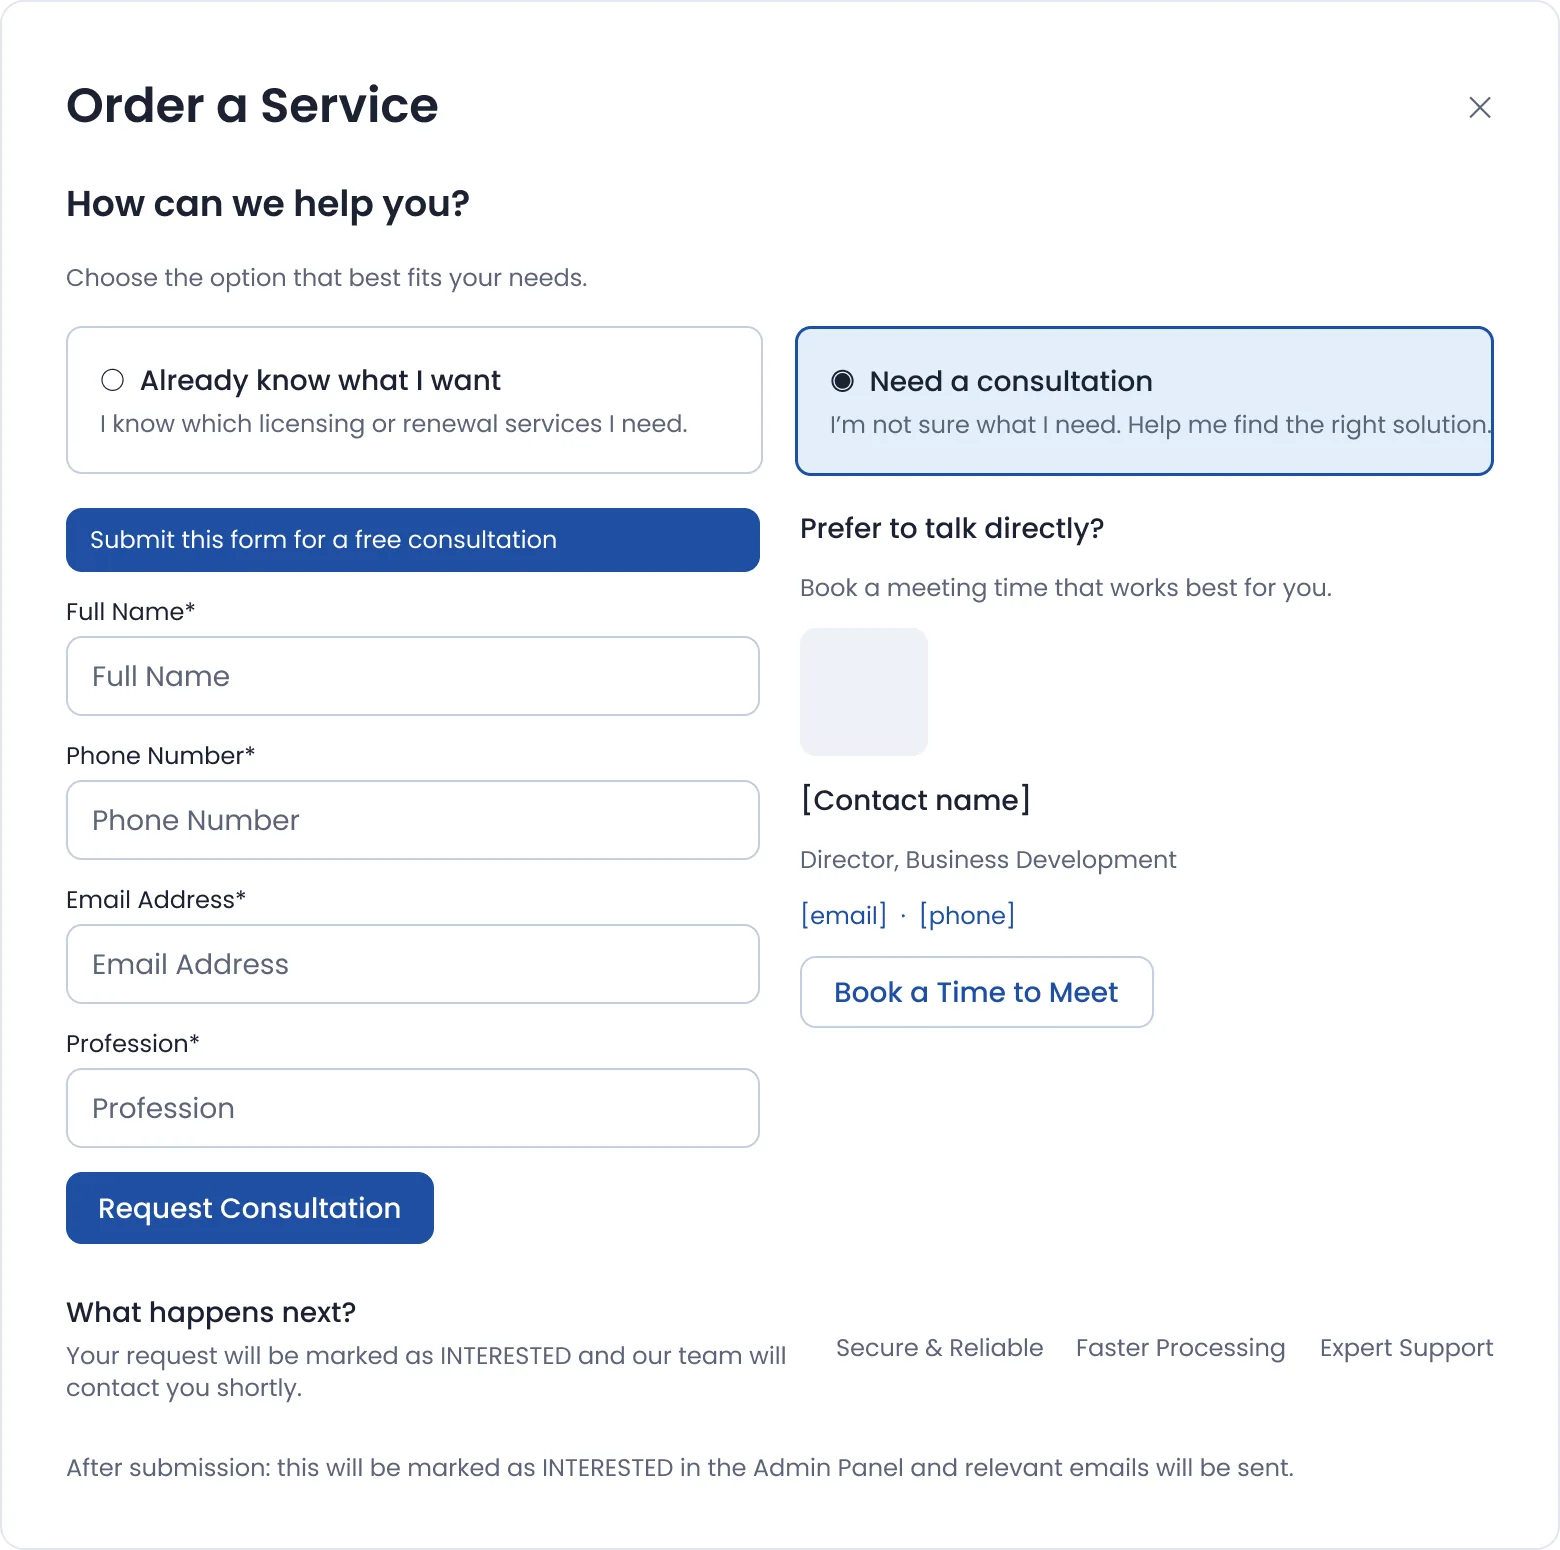 Order a Service
How can we help you?
Choose the option that best fits your needs.
Already know what I want
I know which licensing or renewal services I need.
Need a consultation
I’m not sure what I need. Help me find the right solution.
Submit this form for a free consultation
Full Name*
Full Name
Phone Number*
Phone Number
Email Address*
Email Address
Profession*
Profession
Request Consultation
Prefer to talk directly?
Book a meeting time that works best for you.
[Contact name]
Director, Business Development
[email] · [phone]
Book a Time to Meet
What happens next?
Your request will be marked as INTERESTED and our team will
contact you shortly.
Secure & Reliable Faster Processing Expert Support
After submission: this will be marked as INTERESTED in the Admin Panel and relevant emails will be sent.